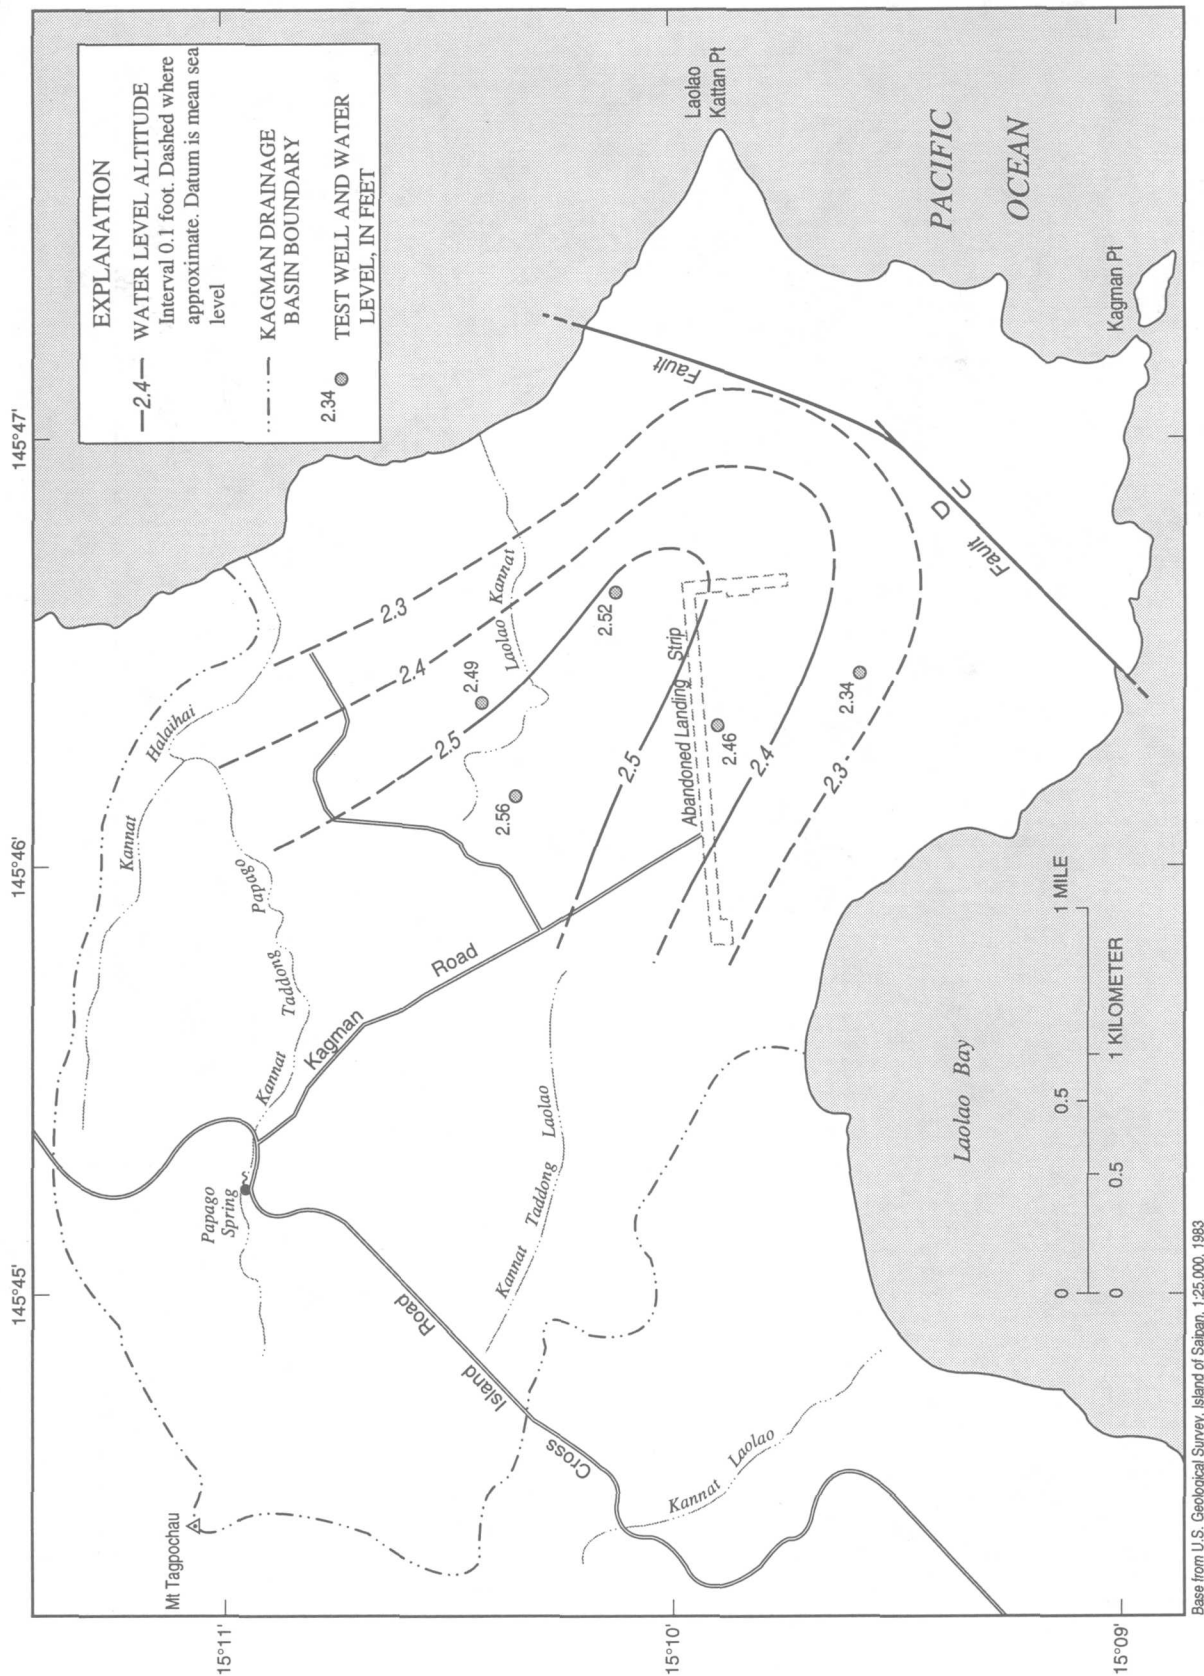 EXPLANATION
—2.4— WATER LEVEL ALTITUDE
Interval 0.1 foot. Dashed where
approximate. Datum is mean sea
level
KAGMAN DRAINAGE
BASIN BOUNDARY
2.34 TEST WELL AND WATER
LEVEL, IN FEET
145°45'
145°46'
145°47'
15°11'
15°10'
15°09'
Mt Tagpochau
Papago
Spring
Kannat
Taddong
Papago
Kannat
Halaihai
Kagman
Road
Cross
Island
Road
Kannat
Taddong
Laolao
Kannat
Laolao
Laolao
Kannat
2.3
2.4
2.5
2.49
2.52
2.56
2.5
2.46
2.4
2.34
2.3
Abandoned Landing
Strip
Fault
Fault
D
U
Laolao
Kattan Pt
Kagman Pt
PACIFIC
OCEAN
Laolao Bay
0 0.5 1 MILE
0 0.5 1 KILOMETER
Base from U.S. Geological Survey, Island of Saipan, 1:25,000, 1983